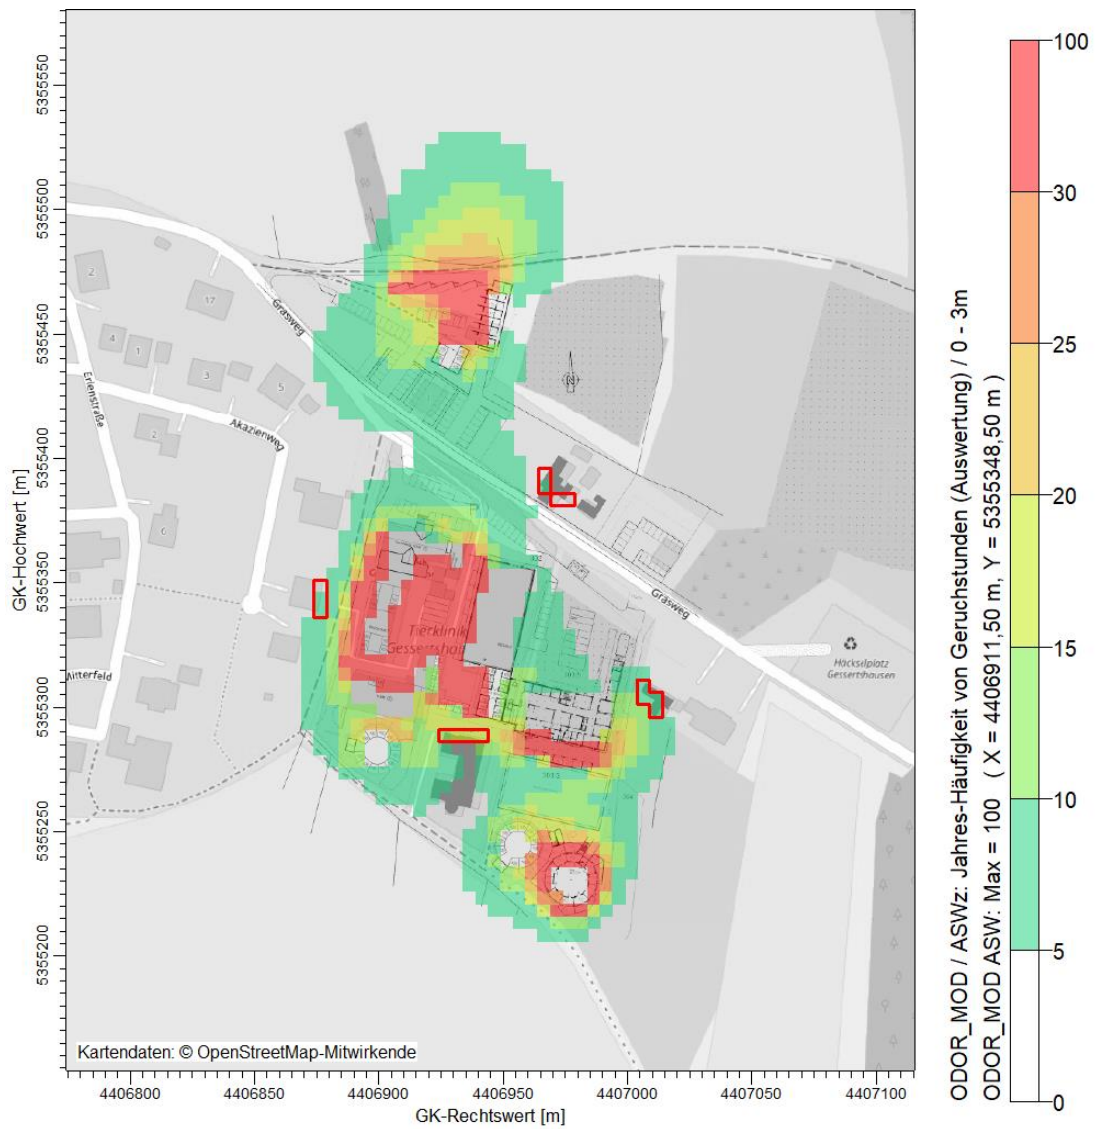 5355550
5355500
5355450
5355400
5355350
5355300
5355250
5355200
GK-Hochwert [m]
2
17
Grasweg
4
1
3
5
Erlenstraße
2
Akazienweg
6
Grasweg
Tierklinik
Gessertshausen
Häckselplatz
Gessertshausen
Mitterfeld
Kartendaten: © OpenStreetMap-Mitwirkende
4406800
4406850
4406900
4406950
4407000
4407050
4407100
GK-Rechtswert [m]
ODOR_MOD / ASWz: Jahres-Häufigkeit von Geruchstunden (Auswertung) / 0 - 3m
ODOR_MOD ASW: Max = 100 ( X = 4406911,50 m, Y = 5355348,50 m )
100
30
25
20
15
10
5
0